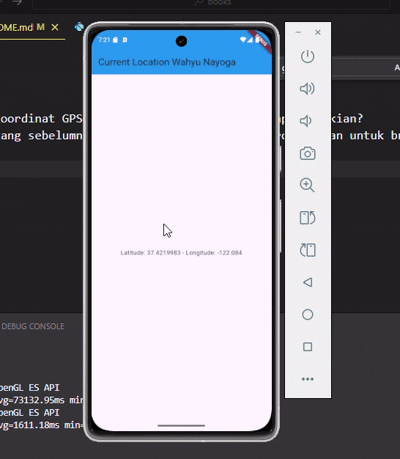 books
OME.md M
7:21
Current Location Wahyu Nayoga
oordinat GPS
kian?
ang sebelumn
an untuk b
Latitude: 37.4219983 - Longitude: -122.084
DEBUG CONSOLE
penGL ES API
vg=73132.95ms min
penGL ES API
vg=1611.18ms min=